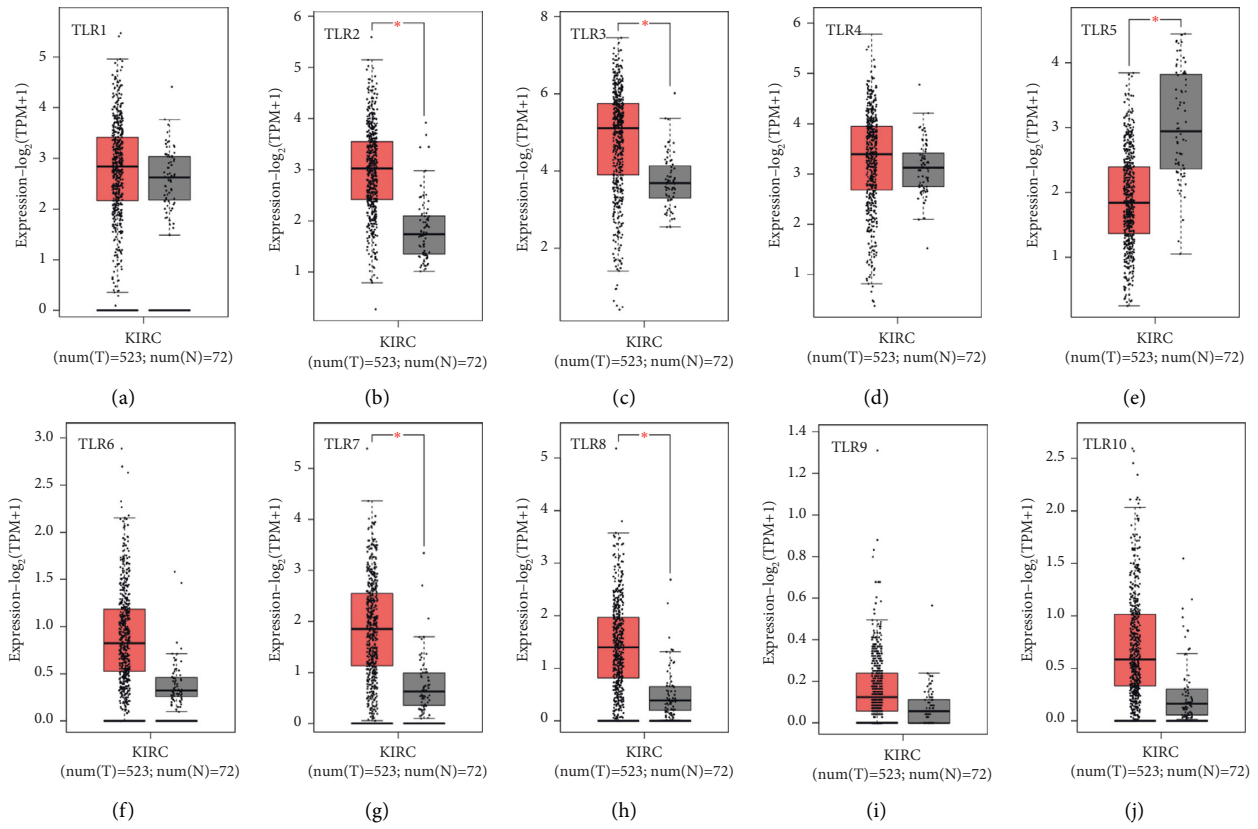 TLR1
Expression–log2(TPM+1)
5
4
3
2
1
0
KIRC
(num(T)=523; num(N)=72)
(a)
TLR2
*
Expression–log2(TPM+1)
6
5
4
3
2
1
KIRC
(num(T)=523; num(N)=72)
(b)
TLR3
*
Expression–log2(TPM+1)
8
6
4
2
KIRC
(num(T)=523; num(N)=72)
(c)
TLR4
Expression–log2(TPM+1)
6
5
4
3
2
1
KIRC
(num(T)=523; num(N)=72)
(d)
TLR5
*
Expression–log2(TPM+1)
4
3
2
1
KIRC
(num(T)=523; num(N)=72)
(e)
TLR6
Expression–log2(TPM+1)
3.0
2.5
2.0
1.5
1.0
0.5
0.0
KIRC
(num(T)=523; num(N)=72)
(f)
TLR7
*
Expression–log2(TPM+1)
5
4
3
2
1
0
KIRC
(num(T)=523; num(N)=72)
(g)
TLR8
*
Expression–log2(TPM+1)
5
4
3
2
1
0
KIRC
(num(T)=523; num(N)=72)
(h)
TLR9
Expression–log2(TPM+1)
1.4
1.2
1.0
0.8
0.6
0.4
0.2
0.0
KIRC
(num(T)=523; num(N)=72)
(i)
TLR10
Expression–log2(TPM+1)
2.5
2.0
1.5
1.0
0.5
0.0
KIRC
(num(T)=523; num(N)=72)
(j)